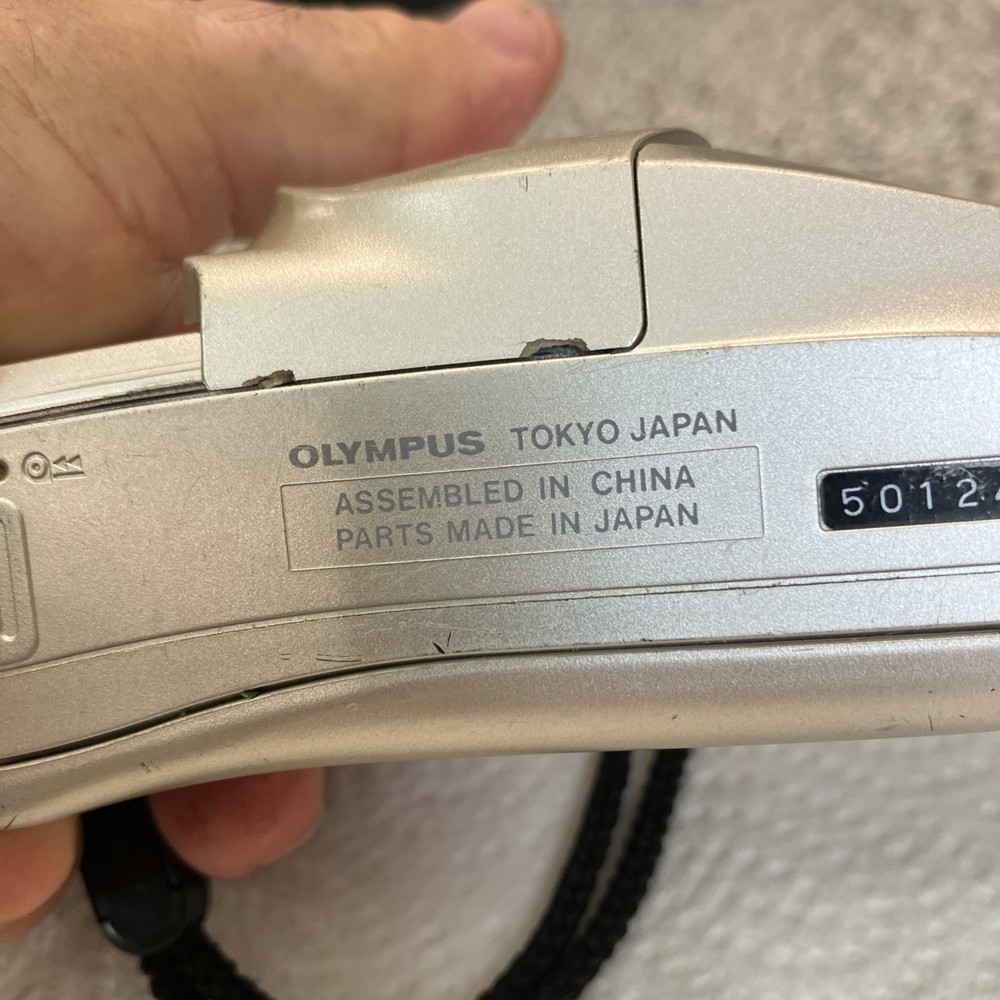 OLYMPUS TOKYO JAPAN
ASSEMBLED IN CHINA
PARTS MADE IN JAPAN
5012